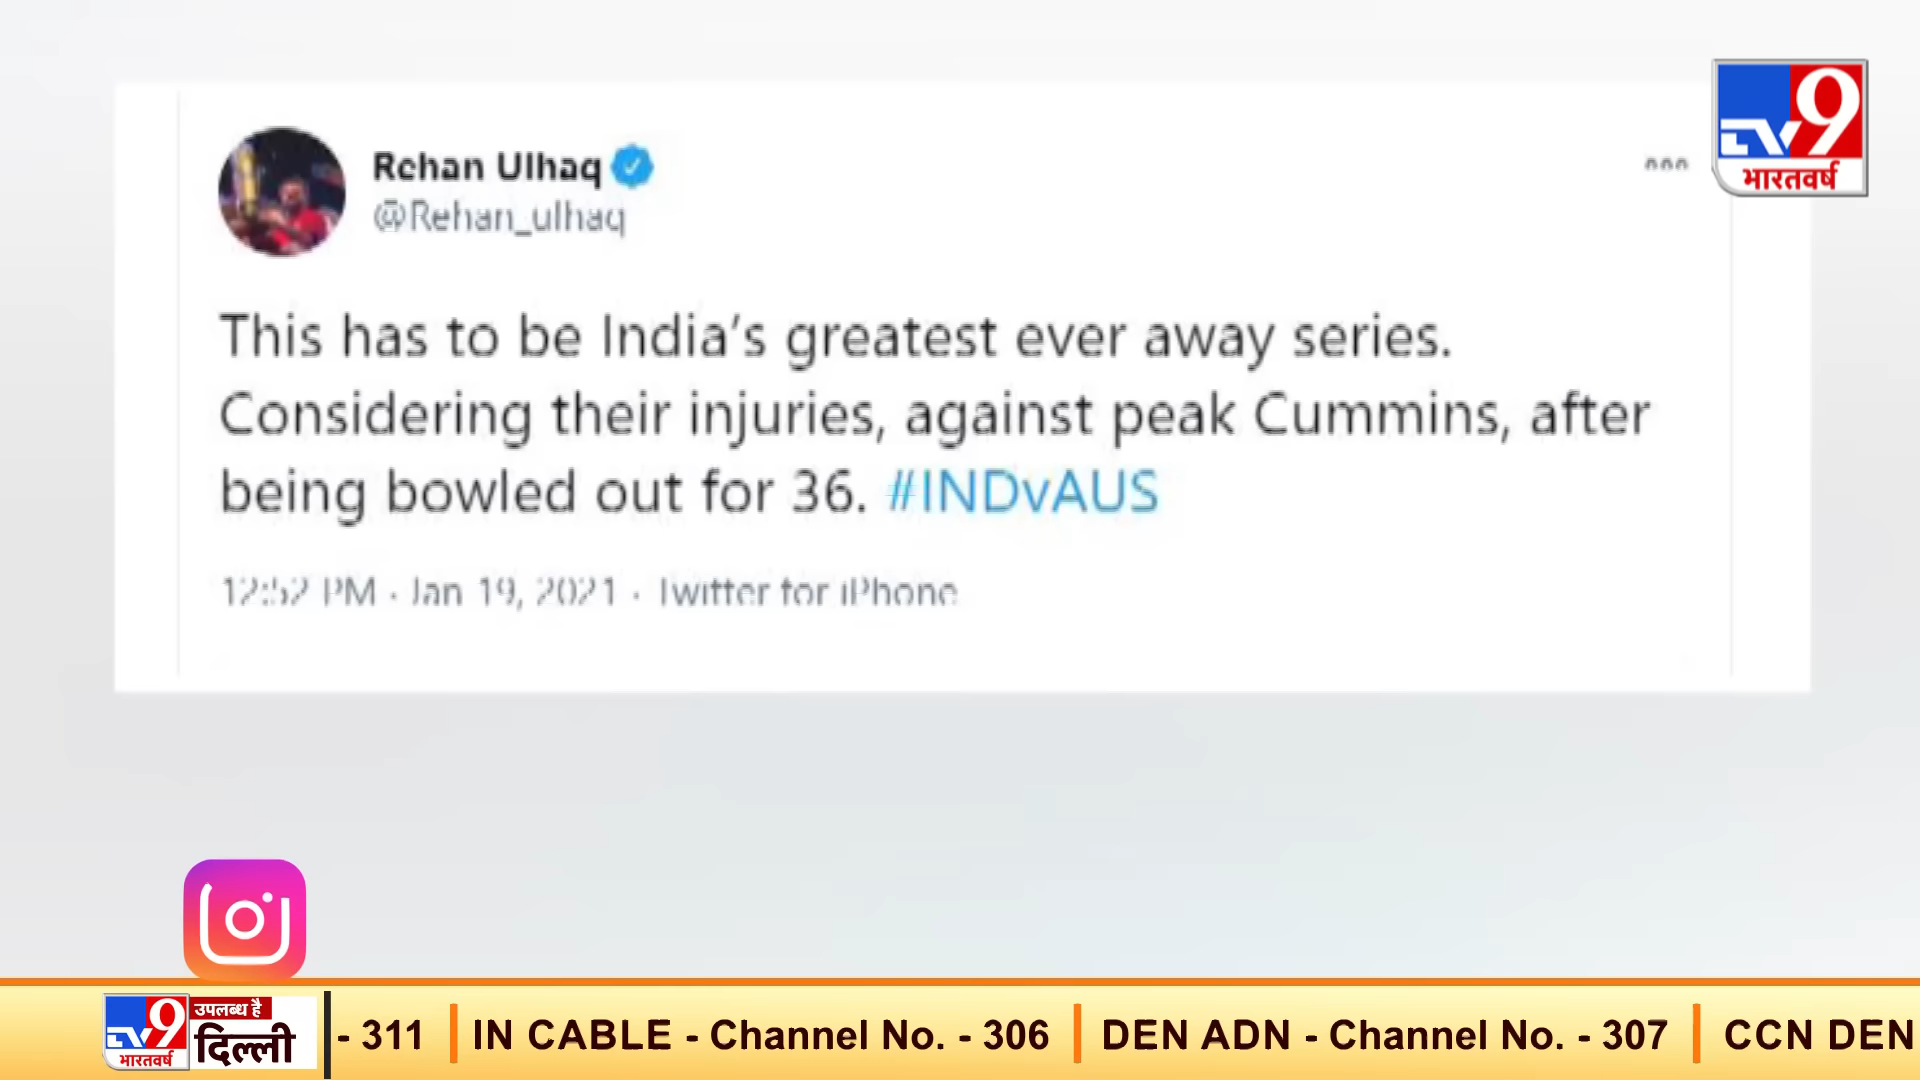 Rehan Ulhaq
@Rehan_ulhaq
This has to be India's greatest ever away series.
Considering their injuries, against peak Cummins, after
being bowled out for 36. #INDvAUS
12:52 PM · Jan 19, 2021 · Twitter for iPhone
TV9
भारतवर्ष
TV9
भारतवर्ष
उपलब्ध है
दिल्ली
- 311 | IN CABLE - Channel No. - 306 | DEN ADN - Channel No. - 307 | CCN DEN